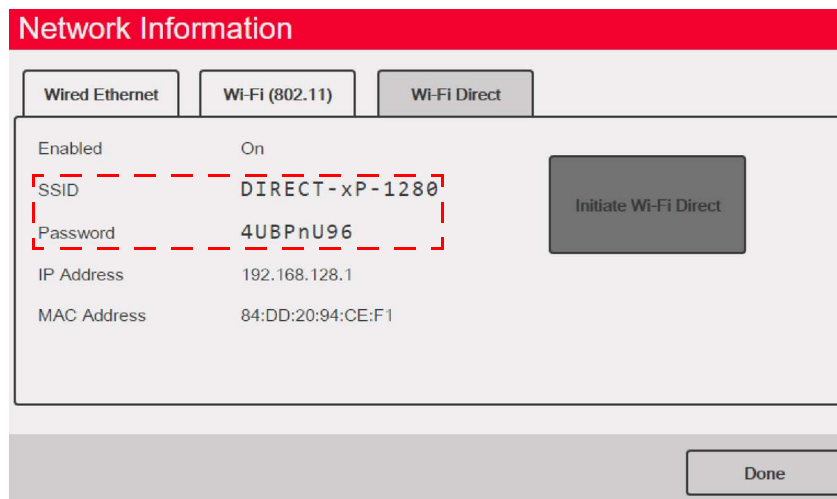 Network Information
Wired Ethernet Wi-Fi (802.11) Wi-Fi Direct
Enabled On
SSID DIRECT-xP-1280
Password 4UBPnU96
Initiate Wi-Fi Direct
IP Address 192.168.128.1
MAC Address 84:DD:20:94:CE:F1
Done